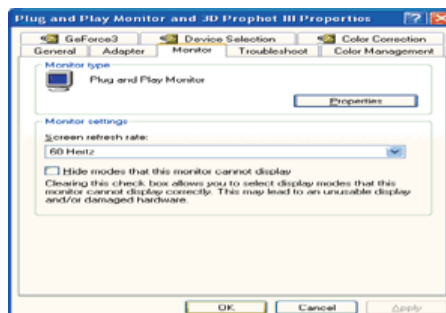 Plug and Play Monitor and 3D Prophet III Properties
GeForce3 Device Selection Color Correction
General Adapter Monitor Troubleshoot Color Management
Monitor type
Plug and Play Monitor
Properties
Monitor settings
Screen refresh rate:
60 Hertz
Hide modes that this monitor cannot display
Clearing this check box allows you to select display modes that this
monitor cannot display correctly. This may lead to an unusable display
and/or damaged hardware.
OK Cancel Apply